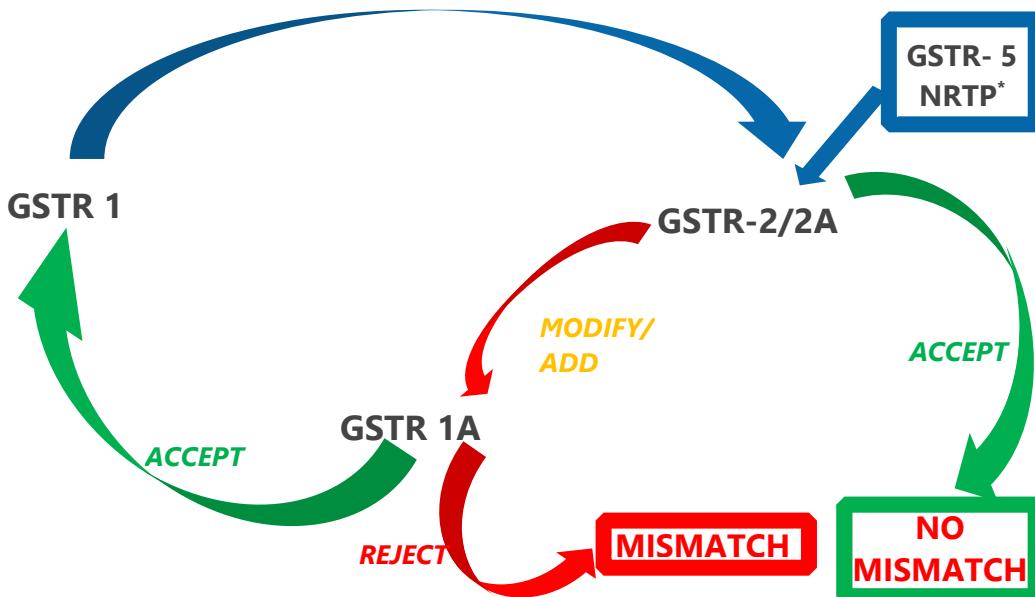 GSTR- 5
NRTP*
GSTR 1
GSTR-2/2A
MODIFY/
ADD
ACCEPT
GSTR 1A
ACCEPT
REJECT
MISMATCH
NO
MISMATCH